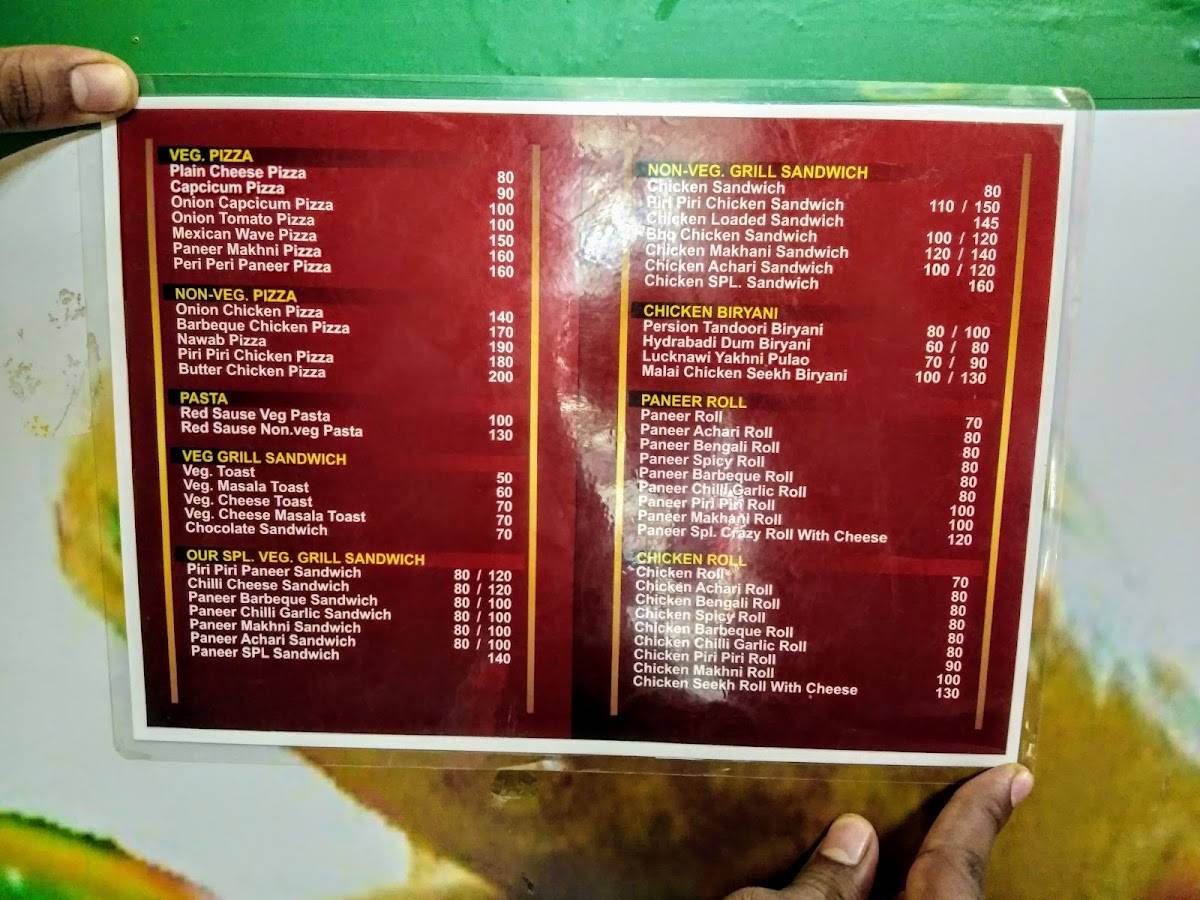 VEG. PIZZA
Plain Cheese Pizza 80
Capcicum Pizza 90
Onion Capcicum Pizza 100
Onion Tomato Pizza 100
Mexican Wave Pizza 150
Paneer Makhni Pizza 160
Peri Peri Paneer Pizza 160
NON-VEG. PIZZA
Onion Chicken Pizza 140
Barbeque Chicken Pizza 170
Nawab Pizza 190
Piri Piri Chicken Pizza 180
Butter Chicken Pizza 200
PASTA
Red Sause Veg Pasta 100
Red Sause Non.veg Pasta 130
VEG GRILL SANDWICH
Veg. Toast 50
Veg. Masala Toast 60
Veg. Cheese Toast 70
Veg. Cheese Masala Toast 70
Chocolate Sandwich 70
OUR SPL. VEG. GRILL SANDWICH
Piri Piri Paneer Sandwich 80 / 120
Chilli Cheese Sandwich 80 / 120
Paneer Barbeque Sandwich 80 / 100
Paneer Chilli Garlic Sandwich 80 / 100
Paneer Makhni Sandwich 80 / 100
Paneer Achari Sandwich 80 / 100
Paneer SPL Sandwich 140
NON-VEG. GRILL SANDWICH
Chicken Sandwich 80
Piri Piri Chicken Sandwich 110 / 150
Chicken Loaded Sandwich 145
Bbq Chicken Sandwich 100 / 120
Chicken Makhani Sandwich 120 / 140
Chicken Achari Sandwich 100 / 120
Chicken SPL. Sandwich 160
CHICKEN BIRYANI
Persion Tandoori Biryani 80 / 100
Hydrabadi Dum Biryani 60 / 80
Lucknawi Yakhni Pulao 70 / 90
Malai Chicken Seekh Biryani 100 / 130
PANEER ROLL
Paneer Roll 70
Paneer Achari Roll 80
Paneer Bengali Roll 80
Paneer Spicy Roll 80
Paneer Barbeque Roll 80
Paneer Chilli Garlic Roll 80
Paneer Piri Piri Roll 100
Paneer Makhani Roll 100
Paneer Spl. Crazy Roll With Cheese 120
CHICKEN ROLL
Chicken Roll 70
Chicken Achari Roll 80
Chicken Bengali Roll 80
Chicken Spicy Roll 80
Chicken Barbeque Roll 80
Chicken Chilli Garlic Roll 80
Chicken Piri Piri Roll 90
Chicken Makhni Roll 100
Chicken Seekh Roll With Cheese 130